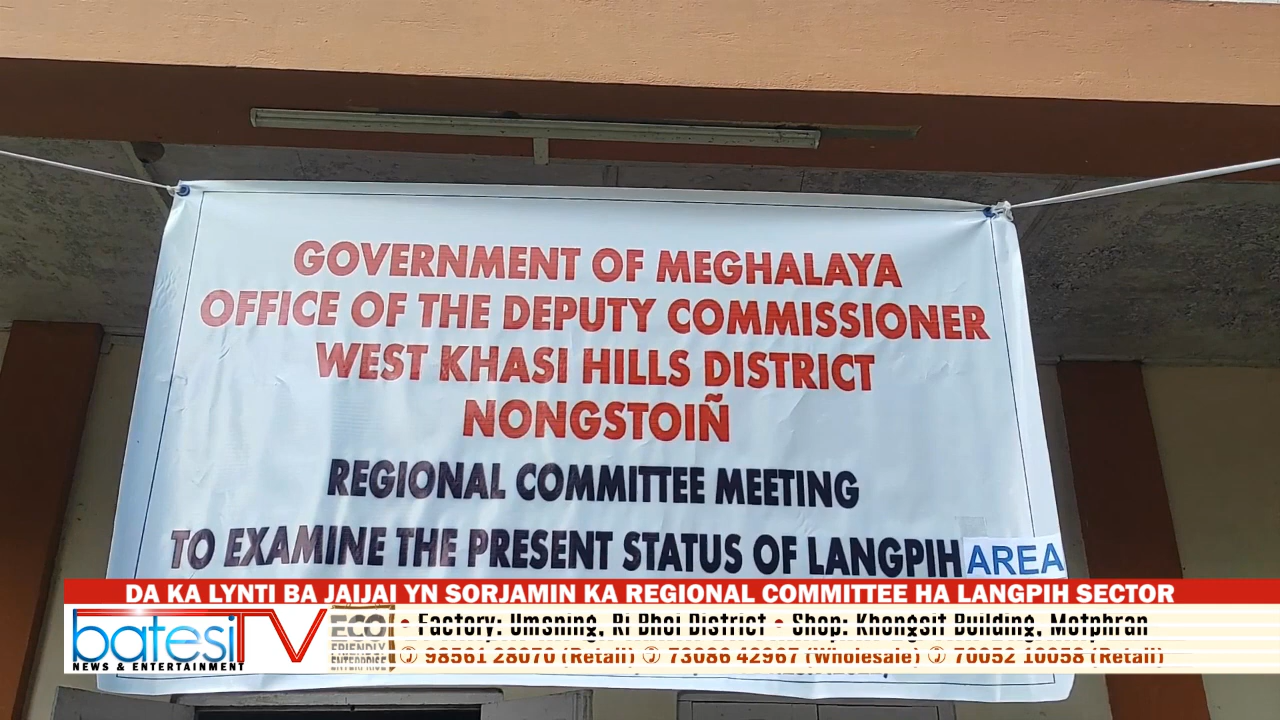 GOVERNMENT OF MEGHALAYA
OFFICE OF THE DEPUTY COMMISSIONER
WEST KHASI HILLS DISTRICT
NONGSTOIÑ
REGIONAL COMMITTEE MEETING
TO EXAMINE THE PRESENT STATUS OF LANGPIH AREA
DA KA LYNTI BA JAIJAI YN SORJAMIN KA REGIONAL COMMITTEE HA LANGPIH SECTOR
batesi TV
NEWS & ENTERTAINMENT
ECO
FRIENDLY
ENTERPRISE
• Factory: Umsning, Ri Bhoi District • Shop: Khongsit Building, Motphran
98561 28070 (Retail) 73086 42967 (Wholesale) 70052 10058 (Retail)